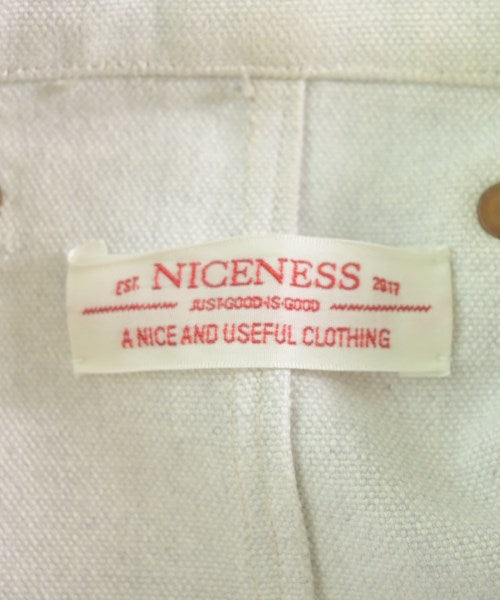 EST. NICENESS 2017
JUST-GOOD-IS-GOOD
A NICE AND USEFUL CLOTHING